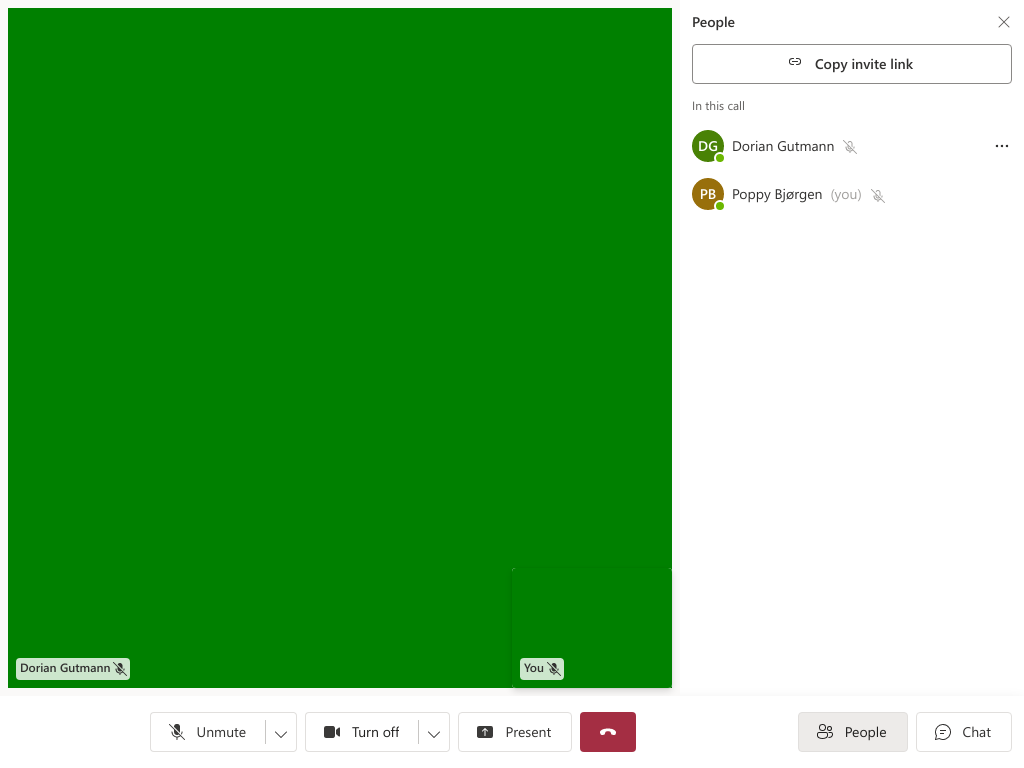 People
Copy invite link
In this call
DG Dorian Gutmann
PB Poppy Bjørgen (you)
Dorian Gutmann
You
Unmute
Turn off
Present
People
Chat